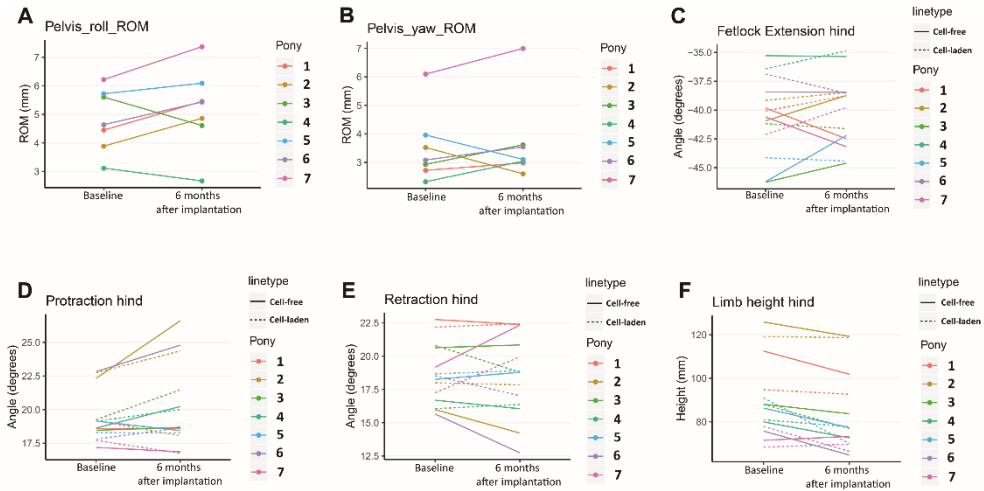 A
Pelvis_roll_ROM
ROM (mm)
7
6
5
4
3
Baseline
6 months
after implantation
Pony
1
2
3
4
5
6
7
B
Pelvis_yaw_ROM
ROM (mm)
7
6
5
4
3
Baseline
6 months
after implantation
Pony
1
2
3
4
5
6
7
C
Fetlock Extension hind
Angle (degrees)
−35.0
−37.5
−40.0
−42.5
−45.0
Baseline
6 months
after implantation
linetype
Cell-free
Cell-laden
Pony
1
2
3
4
5
6
7
D
Protraction hind
Angle (degrees)
25.0
22.5
20.0
17.5
Baseline
6 months
after implantation
linetype
Cell-free
Cell-laden
Pony
1
2
3
4
5
6
7
E
Retraction hind
Angle (degrees)
22.5
20.0
17.5
15.0
12.5
Baseline
6 months
after implantation
linetype
Cell-free
Cell-laden
Pony
1
2
3
4
5
6
7
F
Limb height hind
Height (mm)
120
100
80
Baseline
6 months
after implantation
linetype
Cell-free
Cell-laden
Pony
1
2
3
4
5
6
7